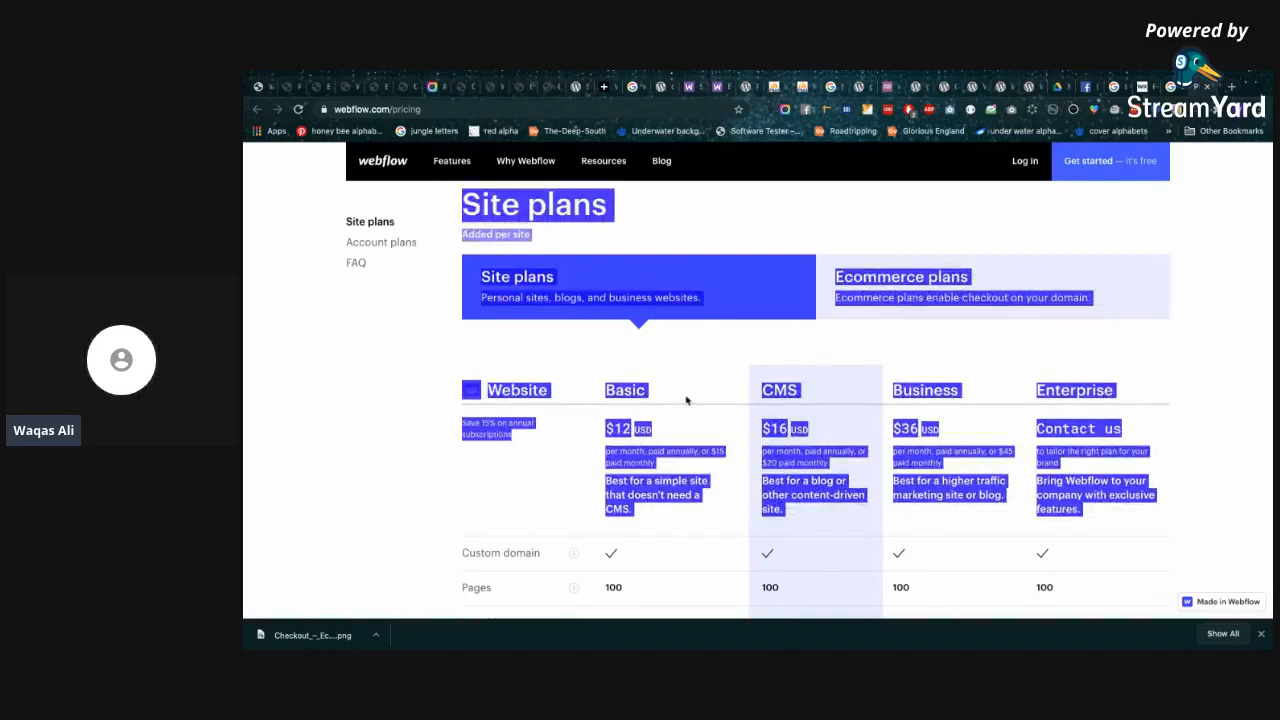 Powered by
StreamYard
webflow.com/pricing
Apps
honey bee alphab...
jungle letters
red alpha
The-Deep-South
Underwater backg...
Software Tester –...
Roadtripping
Glorious England
under water alpha...
cover alphabets
»
Other Bookmarks
webflow
Features
Why Webflow
Resources
Blog
Log in
Get started — it's free
Site plans
Account plans
FAQ
Site plans
Added per site
Site plans
Personal sites, blogs, and business websites.
Ecommerce plans
Ecommerce plans enable checkout on your domain.
Website
Basic
CMS
Business
Enterprise
Save 15% on annual
subscriptions
$12 USD
per month, paid annually, or $15
paid monthly
Best for a simple site
that doesn't need a
CMS.
$16 USD
per month, paid annually, or
$20 paid monthly
Best for a blog or
other content-driven
site.
$36 USD
per month, paid annually, or $45
paid monthly
Best for a higher traffic
marketing site or blog.
Contact us
to tailor the right plan for your
brand
Bring Webflow to your
company with exclusive
features.
Custom domain
Pages
100
100
100
100
Made in Webflow
Waqas Ali
Checkout_–_Ec....png
Show All